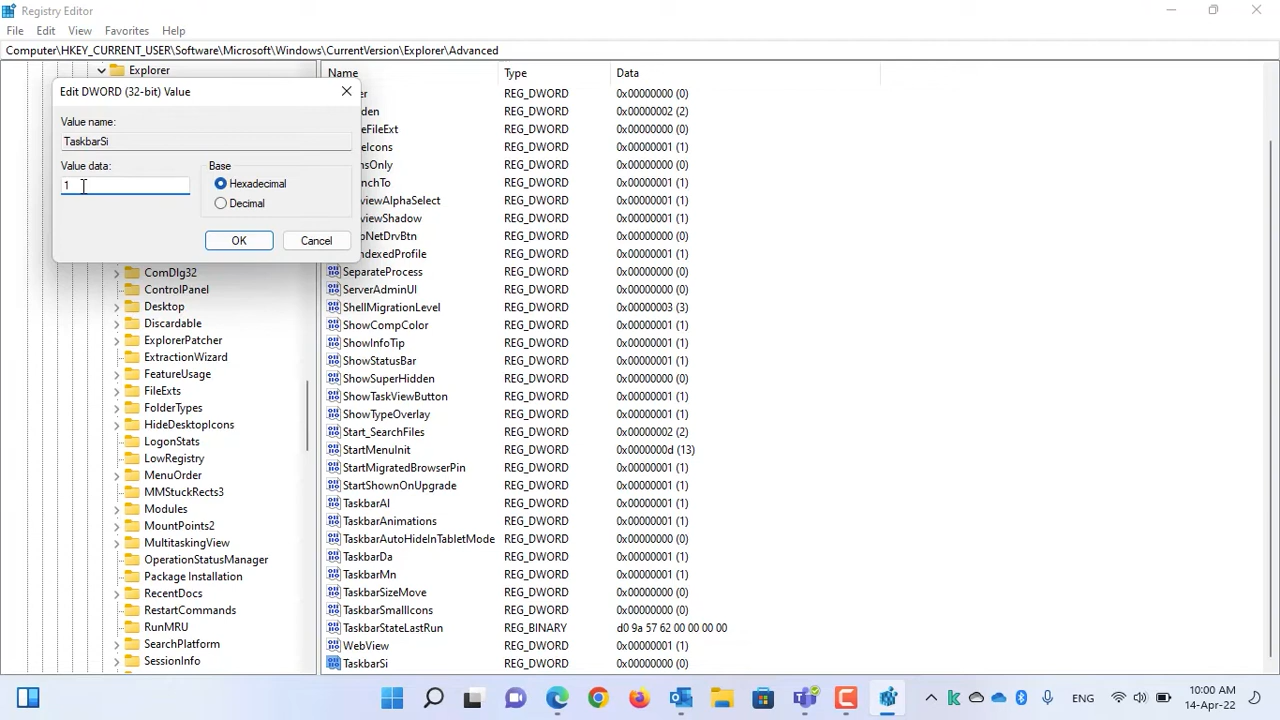 Registry Editor
File Edit View Favorites Help
Computer\HKEY_CURRENT_USER\Software\Microsoft\Windows\CurrentVersion\Explorer\Advanced
Explorer
Edit DWORD (32-bit) Value
Value name:
TaskbarSi
Value data:
1
Base
Hexadecimal
Decimal
OK
Cancel
ComDlg32
ControlPanel
Desktop
Discardable
ExplorerPatcher
ExtractionWizard
FeatureUsage
FileExts
FolderTypes
HideDesktopIcons
LogonStats
LowRegistry
MenuOrder
MMStuckRects3
Modules
MountPoints2
MultitaskingView
OperationStatusManager
Package Installation
RecentDocs
RestartCommands
RunMRU
SearchPlatform
SessionInfo
Name Type Data
er REG_DWORD 0x00000000 (0)
den REG_DWORD 0x00000002 (2)
eFileExt REG_DWORD 0x00000000 (0)
eIcons REG_DWORD 0x00000001 (1)
nsOnly REG_DWORD 0x00000000 (0)
nchTo REG_DWORD 0x00000001 (1)
viewAlphaSelect REG_DWORD 0x00000001 (1)
viewShadow REG_DWORD 0x00000001 (1)
pNetDrvBtn REG_DWORD 0x00000000 (0)
ndexedProfile REG_DWORD 0x00000001 (1)
SeparateProcess REG_DWORD 0x00000000 (0)
ServerAdminUI REG_DWORD 0x00000000 (0)
ShellMigrationLevel REG_DWORD 0x00000003 (3)
ShowCompColor REG_DWORD 0x00000001 (1)
ShowInfoTip REG_DWORD 0x00000001 (1)
ShowStatusBar REG_DWORD 0x00000001 (1)
ShowSuperHidden REG_DWORD 0x00000000 (0)
ShowTaskViewButton REG_DWORD 0x00000001 (1)
ShowTypeOverlay REG_DWORD 0x00000001 (1)
Start_SearchFiles REG_DWORD 0x00000002 (2)
StartMenuInit REG_DWORD 0x0000000d (13)
StartMigratedBrowserPin REG_DWORD 0x00000001 (1)
StartShownOnUpgrade REG_DWORD 0x00000001 (1)
TaskbarAl REG_DWORD 0x00000001 (1)
TaskbarAnimations REG_DWORD 0x00000001 (1)
TaskbarAutoHideInTabletMode REG_DWORD 0x00000000 (0)
TaskbarDa REG_DWORD 0x00000001 (1)
TaskbarMn REG_DWORD 0x00000001 (1)
TaskbarSizeMove REG_DWORD 0x00000000 (0)
TaskbarSmallIcons REG_DWORD 0x00000000 (0)
TaskbarStateLastRun REG_BINARY d0 9a 57 62 00 00 00 00
WebView REG_DWORD 0x00000001 (1)
TaskbarSi REG_DWORD 0x00000000 (0)
ENG
10:00 AM
14-Apr-22